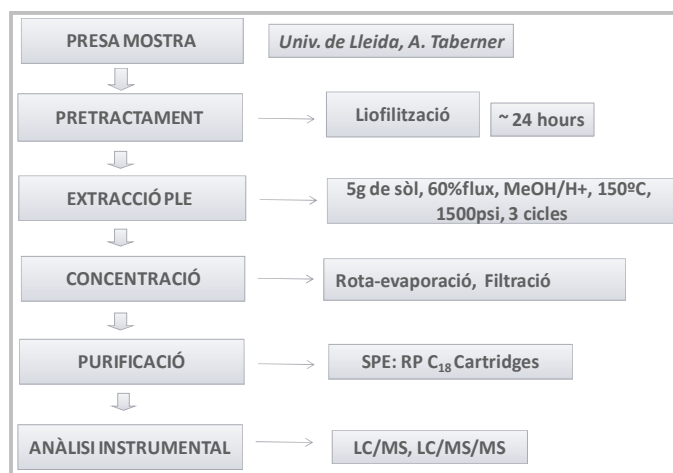 PRESA MOSTRA
Univ. de Lleida, A. Taberner
PRETRACTAMENT
Liofilització
~ 24 hours
EXTRACCIÓ PLE
5g de sòl, 60%flux, MeOH/H+, 150ºC,
1500psi, 3 cicles
CONCENTRACIÓ
Rota-evaporació, Filtració
PURIFICACIÓ
SPE: RP C₁₈ Cartridges
ANÀLISI INSTRUMENTAL
LC/MS, LC/MS/MS